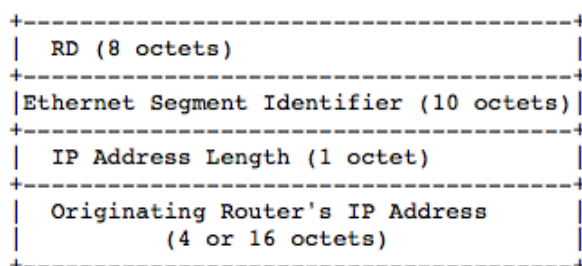 RD (8 octets)
Ethernet Segment Identifier (10 octets)
IP Address Length (1 octet)
Originating Router's IP Address
(4 or 16 octets)